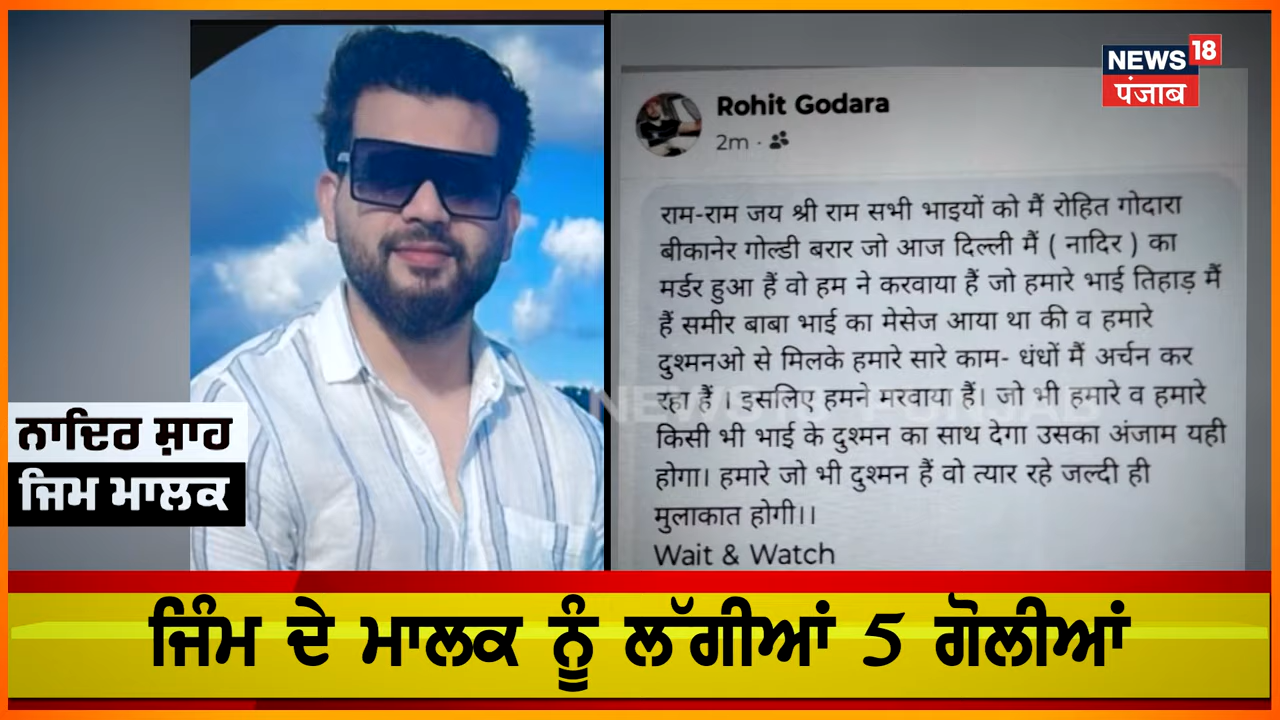 NEWS 18
ਪੰਜਾਬ
Rohit Godara
2m
राम-राम जय श्री राम सभी भाइयों को मैं रोहित गोदारा
बीकानेर गोल्डी बरार जो आज दिल्ली मैं ( नादिर ) का
मर्डर हुआ हैं वो हम ने करवाया हैं जो हमारे भाई तिहाड़ मैं
हैं समीर बाबा भाई का मेसेज आया था की व हमारे
दुश्मनओ से मिलके हमारे सारे काम- धंधों मैं अर्चन कर
रहा हैं । इसलिए हमने मरवाया हैं। जो भी हमारे व हमारे
किसी भी भाई के दुश्मन का साथ देगा उसका अंजाम यही
होगा। हमारे जो भी दुश्मन हैं वो त्यार रहे जल्दी ही
मुलाकात होगी।।
Wait & Watch
ਨਾਦਿਰ ਸ਼ਾਹ
ਜਿਮ ਮਾਲਕ
ਜਿੰਮ ਦੇ ਮਾਲਕ ਨੂੰ ਲੱਗੀਆਂ 5 ਗੋਲੀਆਂ